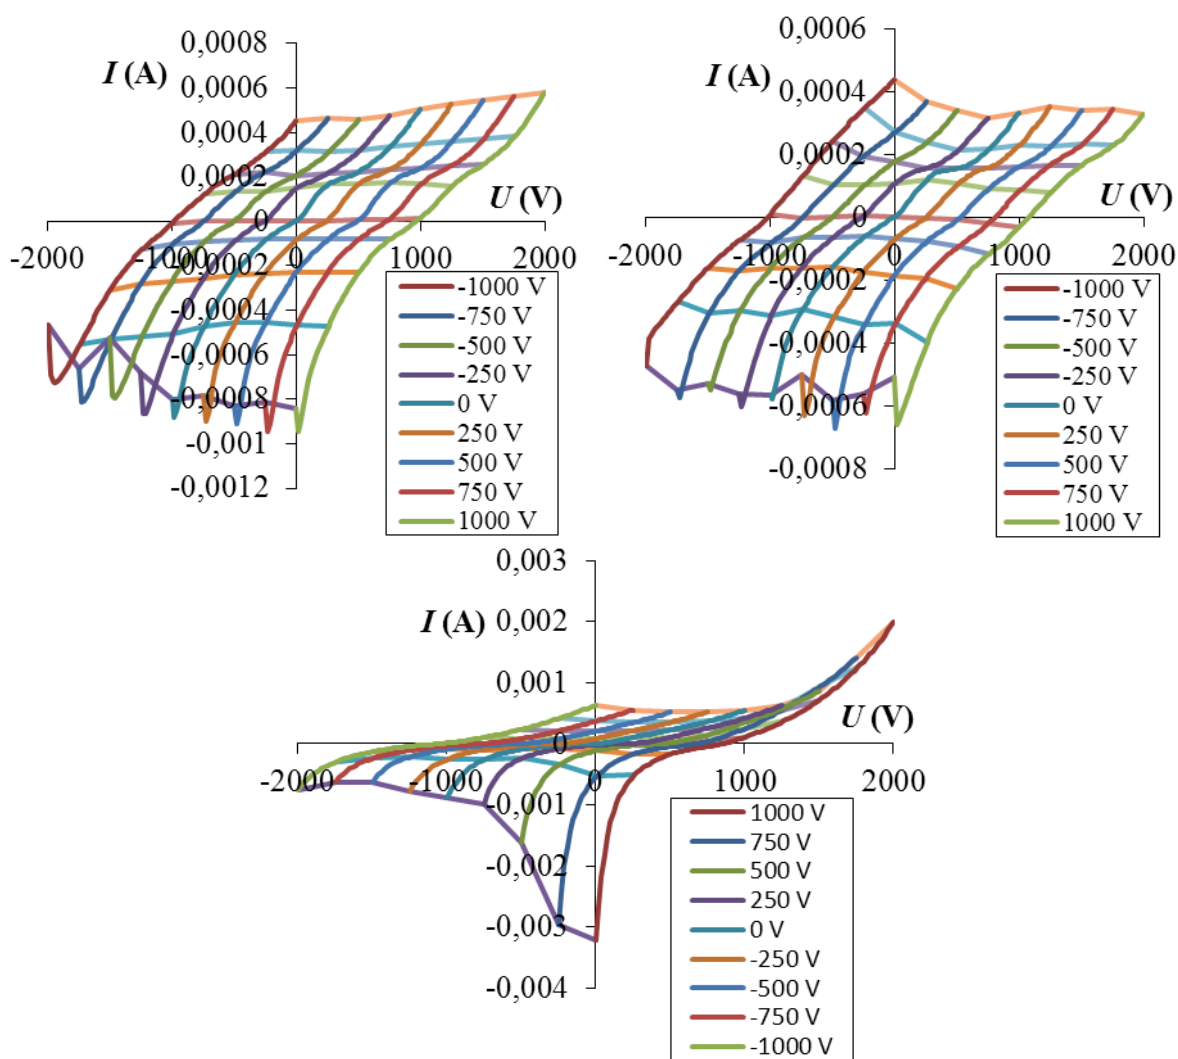 0,0008
I (A)
0,0006
0,0004
0,0002
U (V)
0
-2000
-1000
1000
2000
-0,0002
-0,0004
-0,0006
-0,0008
-0,001
-0,0012
-1000 V
-750 V
-500 V
-250 V
0 V
250 V
500 V
750 V
1000 V
0,0006
I (A)
0,0004
0,0002
U (V)
0
-2000
-1000
0
1000
2000
-0,0002
-0,0004
-0,0006
-0,0008
-1000 V
-750 V
-500 V
-250 V
0 V
250 V
500 V
750 V
1000 V
0,003
I (A)
0,002
0,001
U (V)
0
-2000
-1000
0
1000
2000
-0,001
-0,002
-0,003
-0,004
1000 V
750 V
500 V
250 V
0 V
-250 V
-500 V
-750 V
-1000 V